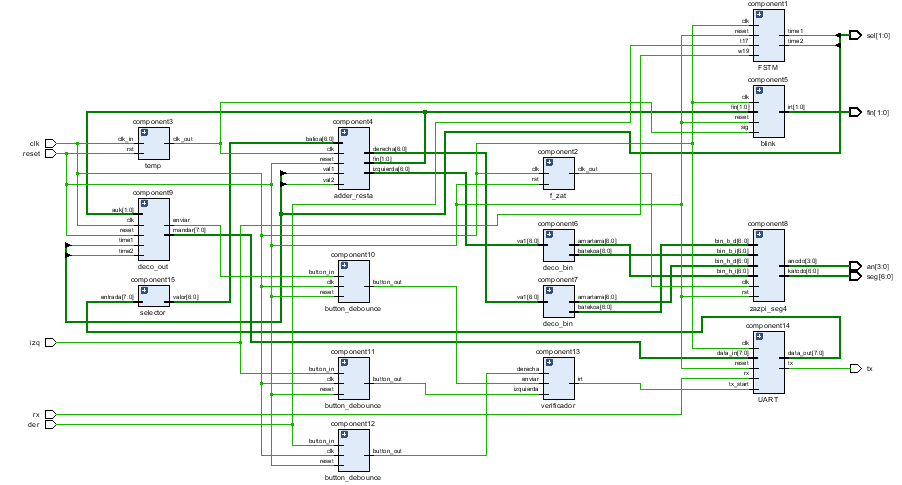 component1
clk
reset
t17
w19
time1
time2
FSTM
sel[1:0]
component5
clk
fin[1:0]
reset
sig
irt[1:0]
blink
fin[1:0]
clk
reset
component3
clk_in
rst
clk_out
temp
component4
balioa[6:0]
clk
reset
val1
val2
derecha[6:0]
fin[1:0]
izquierda[6:0]
adder_resta
component2
clk
rst
clk_out
f_zat
component9
auk[1:0]
clk
reset
time1
time2
enviar
mandar[7:0]
deco_out
component6
va1[6:0]
amartarna[6:0]
batekoa[6:0]
deco_bin
component8
bin_b_d[6:0]
bin_b_i[6:0]
bin_h_d[6:0]
bin_h_i[6:0]
clk
rst
anodo[3:0]
katodo[6:0]
zazpi_seg4
an[3:0]
seg[6:0]
component10
button_in
clk
reset
button_out
button_debounce
component15
entrada[7:0]
valor[6:0]
selector
component7
va1[6:0]
amartarna[6:0]
batekoa[6:0]
deco_bin
izq
component14
clk
data_in[7:0]
reset
rx
tx_start
data_out[7:0]
tx
UART
tx
component11
button_in
clk
reset
button_out
button_debounce
component13
derecha
enviar
izquierda
irt
verificador
rx
der
component12
button_in
clk
reset
button_out
button_debounce